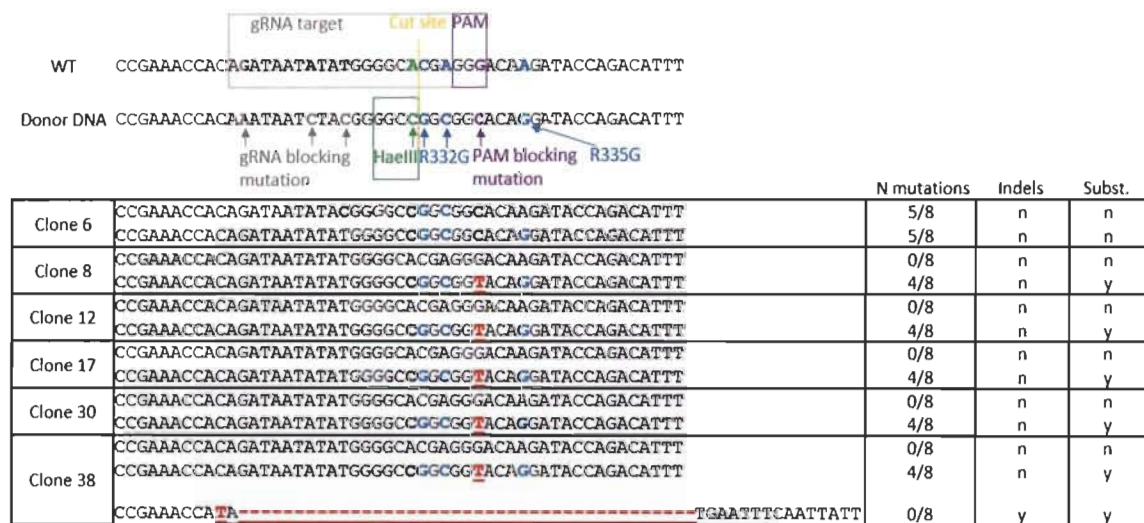 gRNA target Cut site PAM
WT CCGAAACCACAGATAATATATGGGGCACGAGGGACAAGATACCAGACATTT
Donor DNA CCGAAACCACAAATAATCTACGGGGCCGGCGGCACAGGATACCAGACATTT
gRNA blocking mutation HaeIII R332G PAM blocking mutation R335G
N mutations Indels Subst.
Clone 6 CCGAAACCACAGATAATATACGGGGCCGGCGGCACAAGATACCAGACATTT 5/8 n n
CCGAAACCACAGATAATATATGGGGCCGGCGGCACAGGATACCAGACATTT 5/8 n n
Clone 8 CCGAAACCACAGATAATATATGGGGCACGAGGGACAAGATACCAGACATTT 0/8 n n
CCGAAACCACAGATAATATATGGGGCCGGCGGTACAGGATACCAGACATTT 4/8 n y
Clone 12 CCGAAACCACAGATAATATATGGGGCACGAGGGACAAGATACCAGACATTT 0/8 n n
CCGAAACCACAGATAATATATGGGGCCGGCGGTACAGGATACCAGACATTT 4/8 n y
Clone 17 CCGAAACCACAGATAATATATGGGGCACGAGGGACAAGATACCAGACATTT 0/8 n n
CCGAAACCACAGATAATATATGGGGCCGGCGGTACAGGATACCAGACATTT 4/8 n y
Clone 30 CCGAAACCACAGATAATATATGGGGCACGAGGGACAAGATACCAGACATTT 0/8 n n
CCGAAACCACAGATAATATATGGGGCCGGCGGTACAGGATACCAGACATTT 4/8 n y
Clone 38 CCGAAACCACAGATAATATATGGGGCACGAGGGACAAGATACCAGACATTT 0/8 n n
CCGAAACCACAGATAATATATGGGGCCGGCGGTACAGGATACCAGACATTT 4/8 n y
CCGAAACCATA-----------------------------------------TGAATTTCAATTATT 0/8 y y